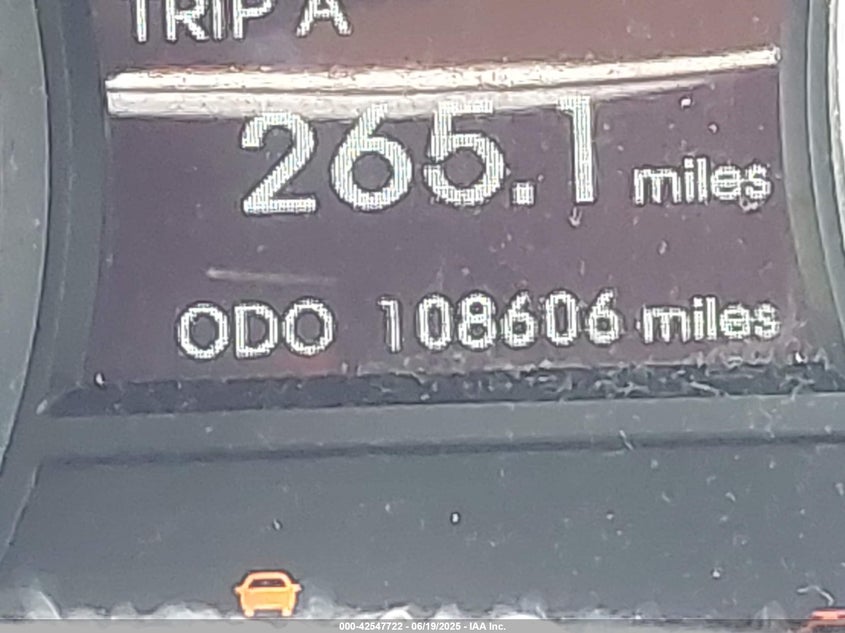 TRIP A
265.1 miles
ODO 108606 miles
000-42547722 - 06/19/2025 - IAA Inc.